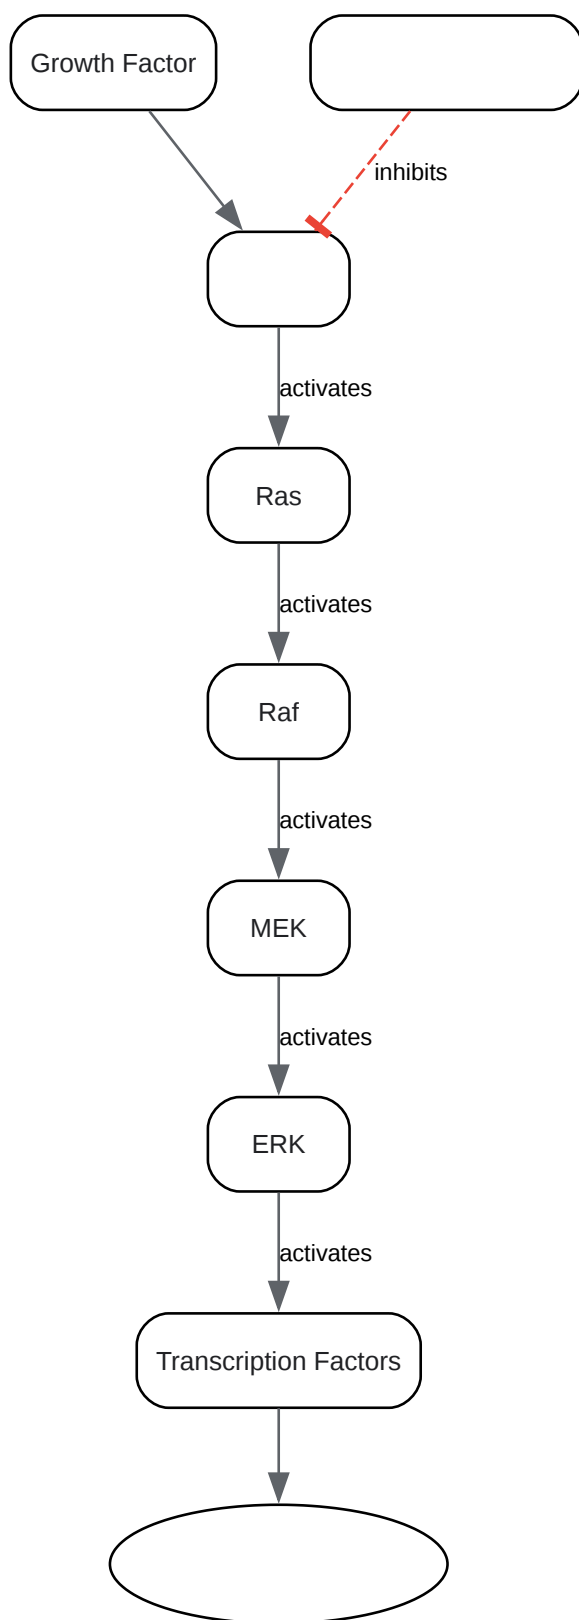 Growth Factor
inhibits
activates
Ras
activates
Raf
activates
MEK
activates
ERK
activates
Transcription Factors